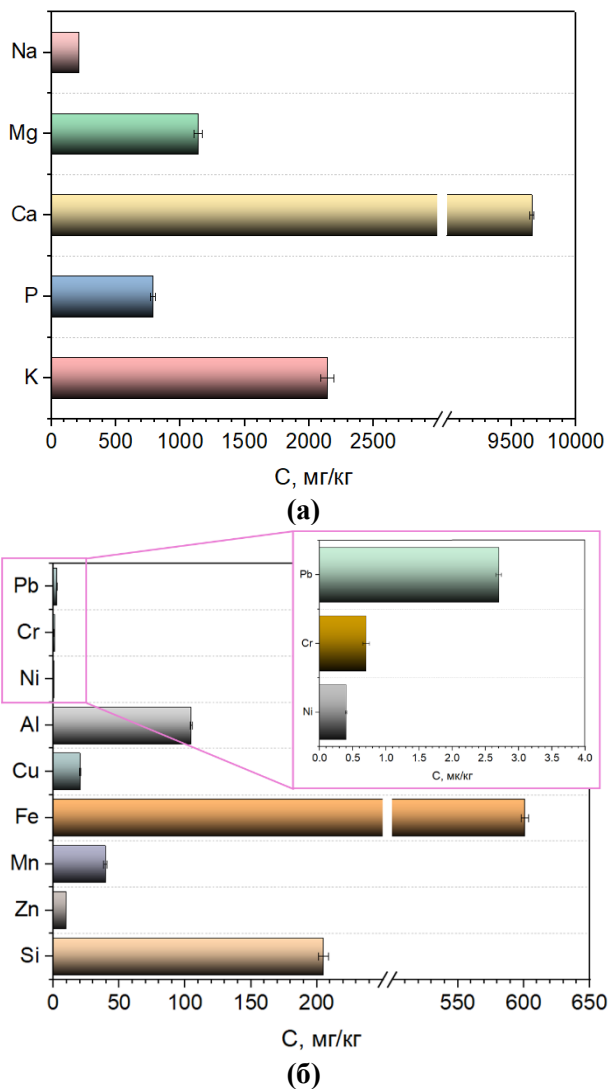 Na
Mg
Ca
P
K
0 500 1000 1500 2000 2500 9500 10000
С, мг/кг
(а)
Pb
Cr
Ni
Al
Cu
Fe
Mn
Zn
Si
0 50 100 150 200 550 600 650
С, мг/кг
Pb
Cr
Ni
0.0 0.5 1.0 1.5 2.0 2.5 3.0 3.5 4.0
С, мк/кг
(б)